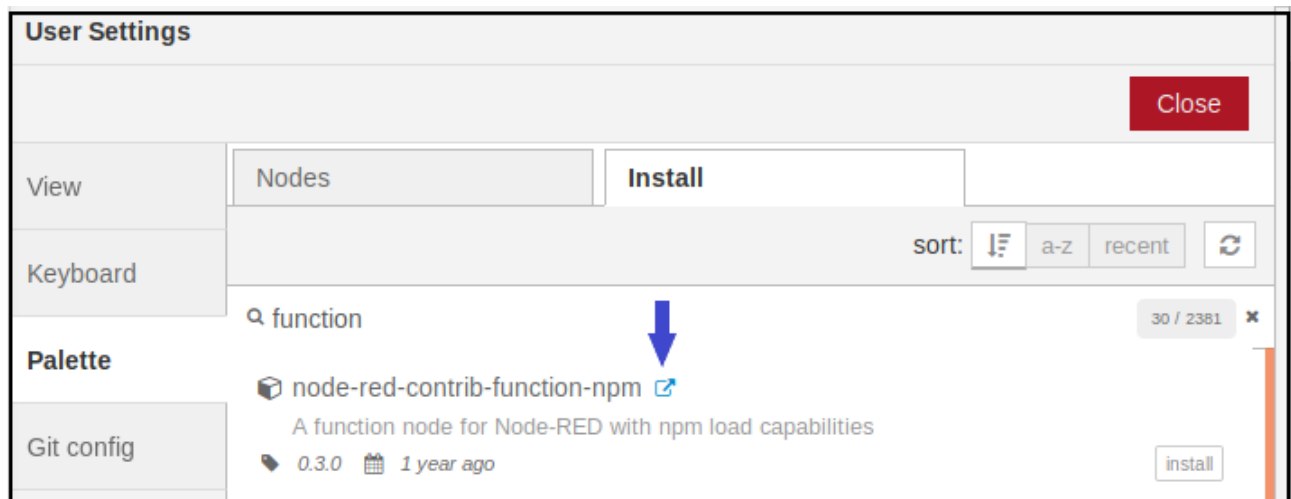 User Settings
Close
View
Nodes
Install
sort: a-z recent
Keyboard
function
30 / 2381
Palette
node-red-contrib-function-npm
A function node for Node-RED with npm load capabilities
Git config
0.3.0 1 year ago
install